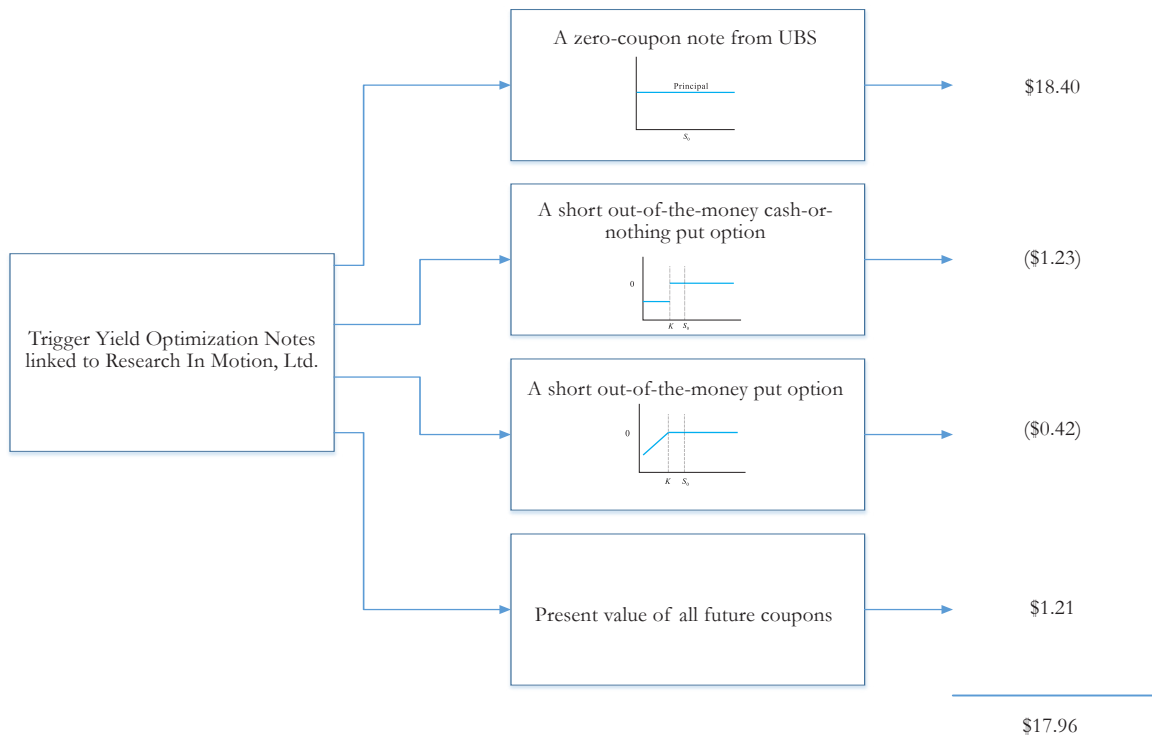 A zero-coupon note from UBS
Principal
S₀
$18.40
A short out-of-the-money cash-or-
nothing put option
0
K S₀
($1.23)
Trigger Yield Optimization Notes
linked to Research In Motion, Ltd.
A short out-of-the-money put option
0
K S₀
($0.42)
Present value of all future coupons
$1.21
$17.96